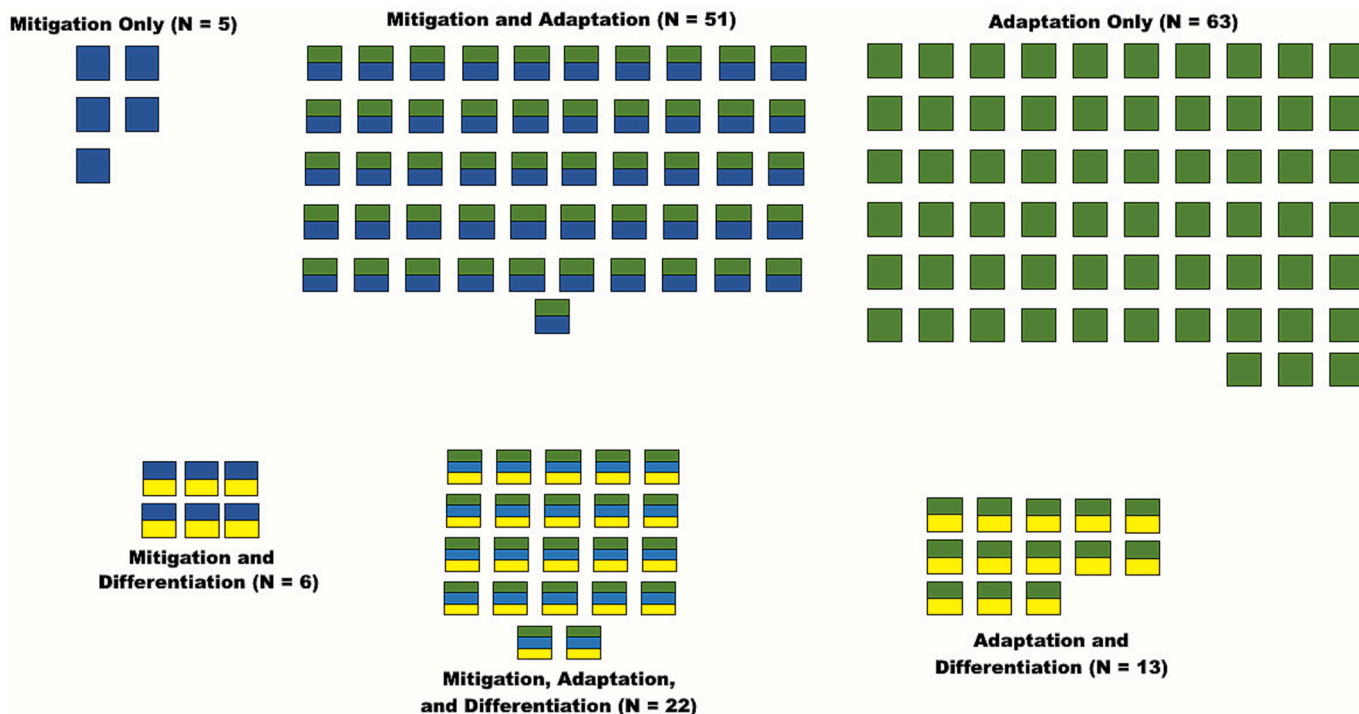 Mitigation Only (N = 5)
Mitigation and Adaptation (N = 51)
Adaptation Only (N = 63)
Mitigation and
Differentiation (N = 6)
Mitigation, Adaptation,
and Differentiation (N = 22)
Adaptation and
Differentiation (N = 13)